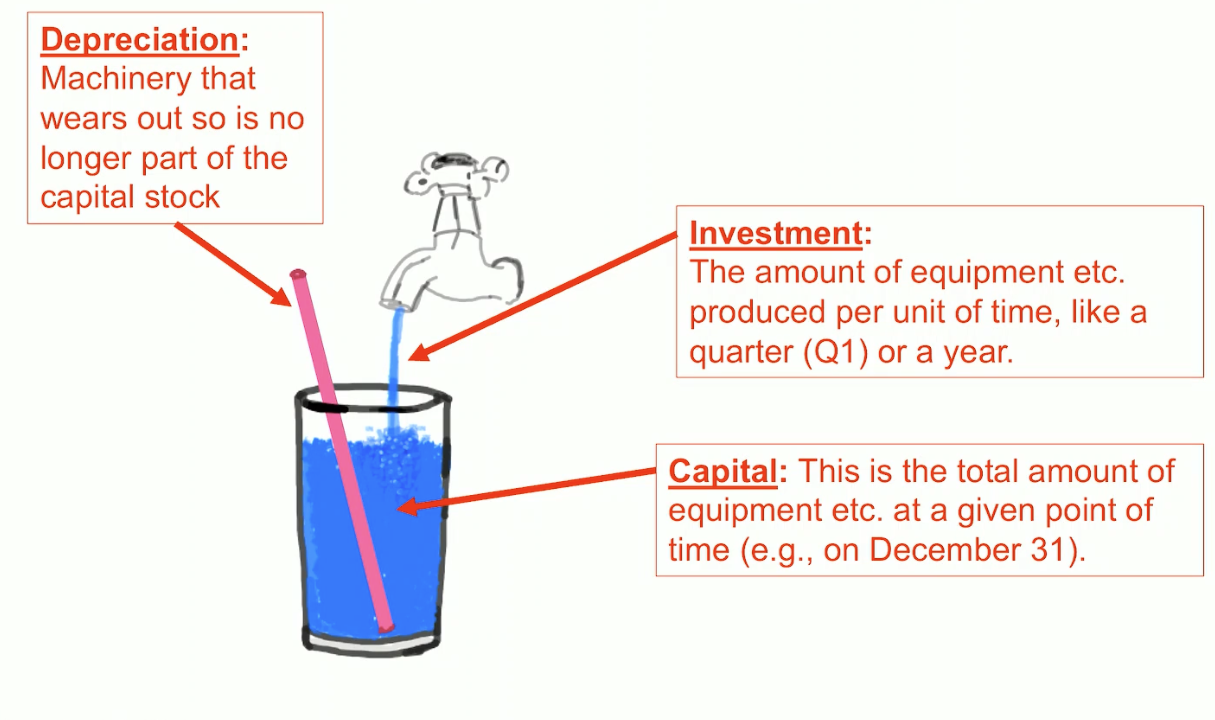 Depreciation:
Machinery that
wears out so is no
longer part of the
capital stock
Investment:
The amount of equipment etc.
produced per unit of time, like a
quarter (Q1) or a year.
Capital: This is the total amount of
equipment etc. at a given point of
time (e.g., on December 31).